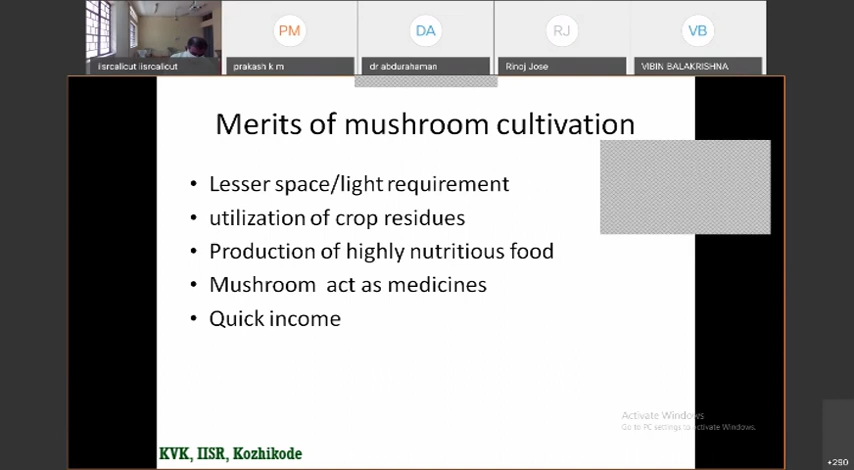 PM
DA
RJ
VB
iisrcalicut iisrcalicut
prakash k m
dr abdurahaman
Rinoj Jose
VIBIN BALAKRISHNA
Merits of mushroom cultivation
• Lesser space/light requirement
• utilization of crop residues
• Production of highly nutritious food
• Mushroom act as medicines
• Quick income
Activate Windows
Go to PC settings to activate Windows.
KVK, IISR, Kozhikode
+290